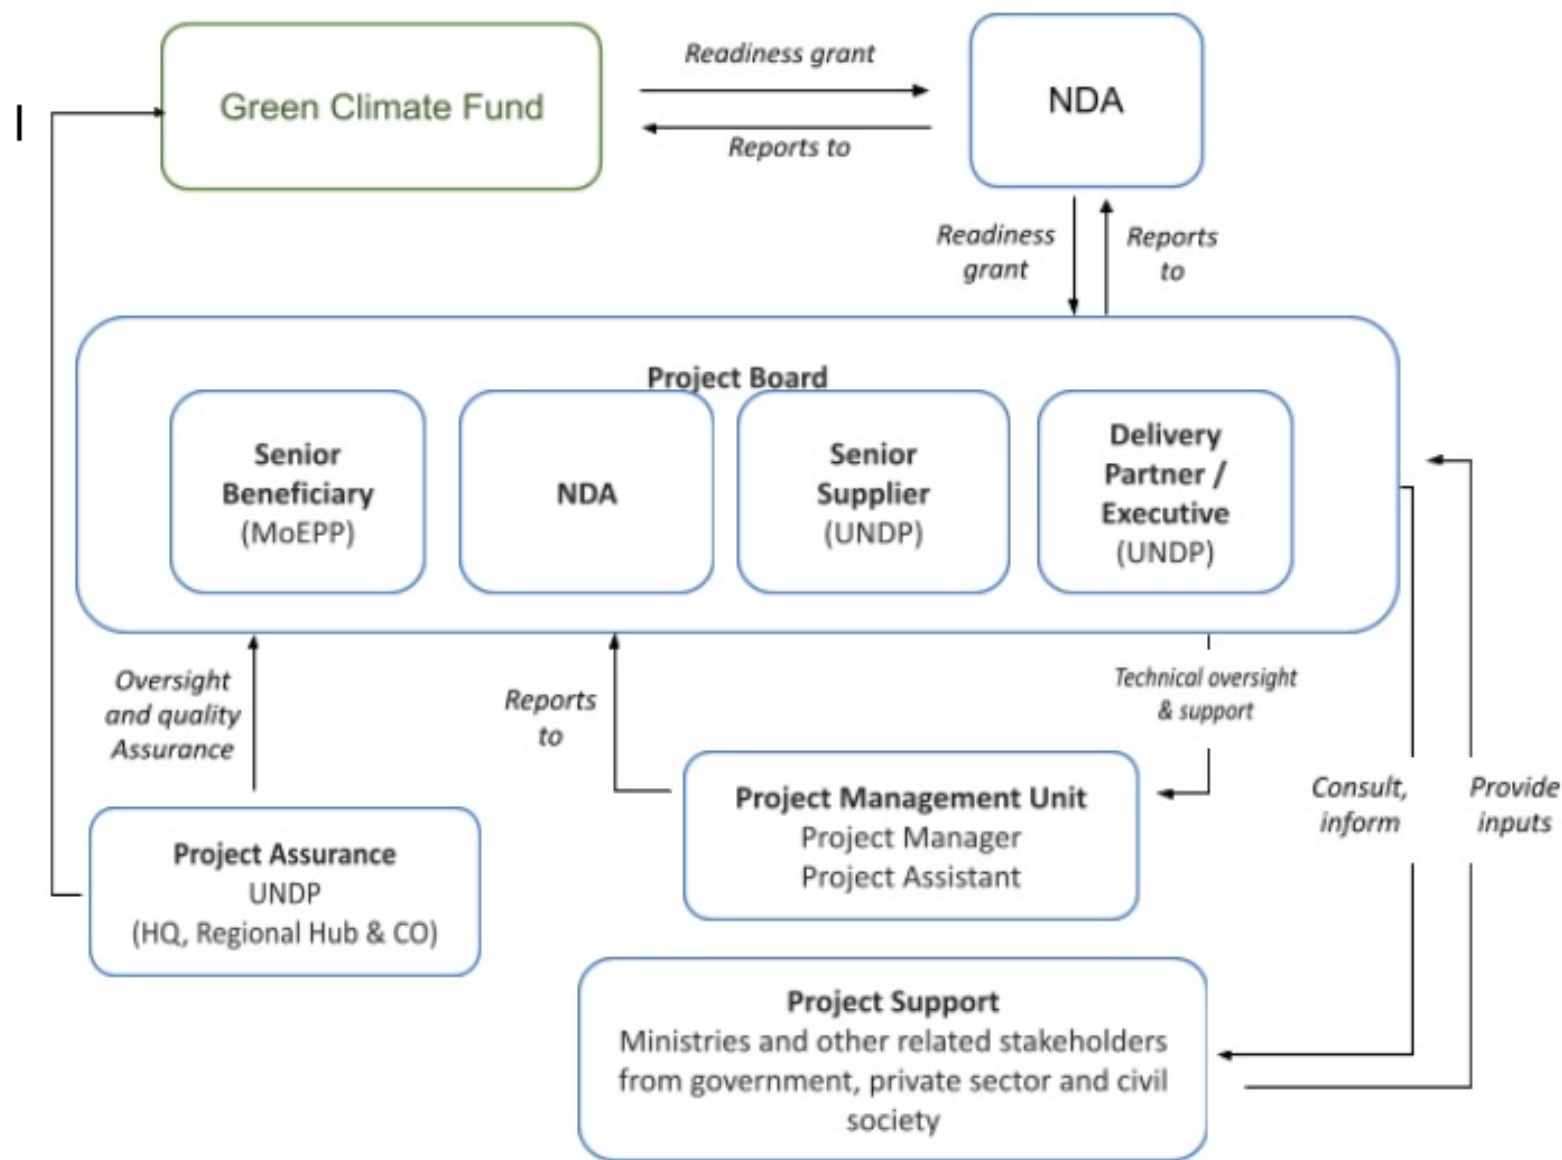 Readiness grant
Green Climate Fund
NDA
Reports to
Readiness
grant
Reports
to
Project Board
Senior
Beneficiary
(MoEPP)
NDA
Senior
Supplier
(UNDP)
Delivery
Partner /
Executive
(UNDP)
Oversight
and quality
Assurance
Reports
to
Technical oversight
& support
Project Management Unit
Project Manager
Project Assistant
Consult,
inform
Provide
inputs
Project Assurance
UNDP
(HQ, Regional Hub & CO)
Project Support
Ministries and other related stakeholders
from government, private sector and civil
society